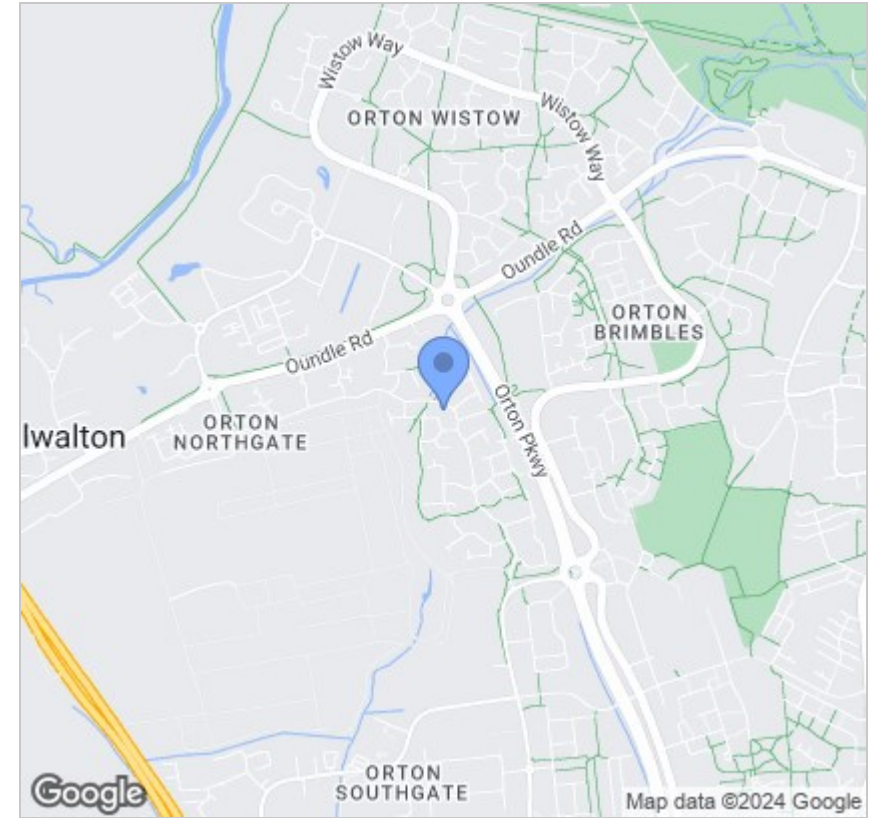 Wistow Way
ORTON WISTOW
Wistow Way
Oundle Rd
ORTON
BRIMBLES
Oundle Rd
Orton Pkwy
lwalton
ORTON
NORTHGATE
ORTON
SOUTHGATE
Google
Map data ©2024 Google